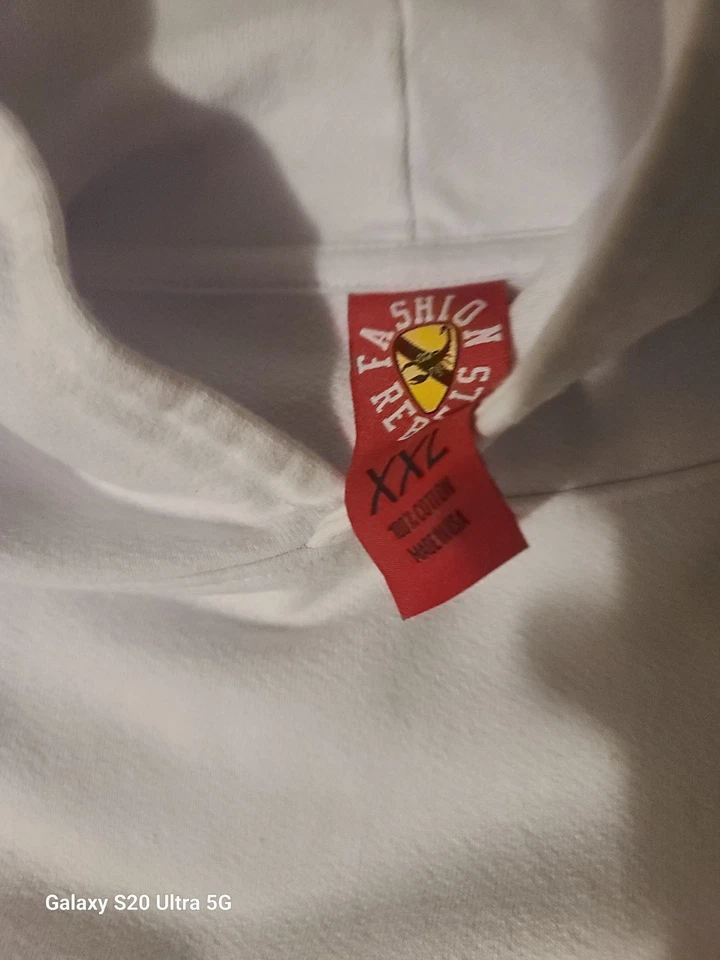 FASHION
REBELS
XXL
100% COTTON
MADE IN USA
Galaxy S20 Ultra 5G